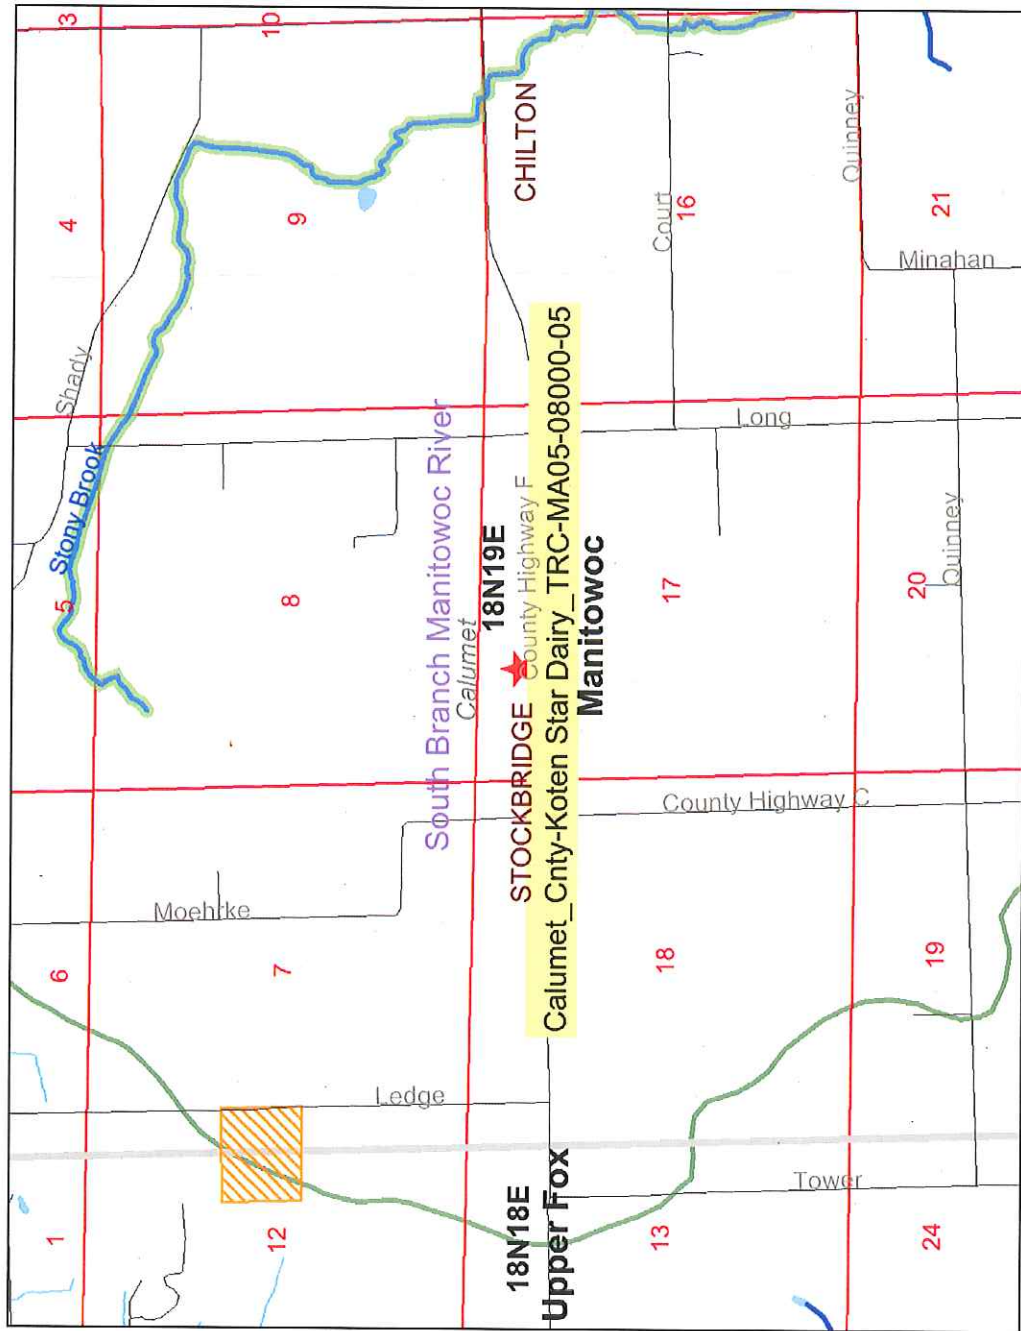 1
6
5
Stony Brook
Shady
4
3
12
7
8
9
10
Moehrke
Ledge
South Branch Manitowoc River
Calumet
18N18E
Upper Fox
STOCKBRIDGE
18N19E
County Highway F
CHILTON
Calumet_Cnty-Koten Star Dairy_TRC-MA05-08000-05
Manitowoc
13
18
17
Court
16
County Highway C
Long
Tower
Quinney
24
19
20
Quinney
Minahan
21